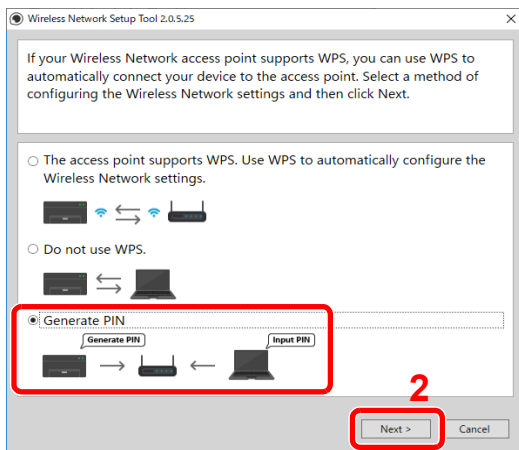 Wireless Network Setup Tool 2.0.5.25
If your Wireless Network access point supports WPS, you can use WPS to
automatically connect your device to the access point. Select a method of
configuring the Wireless Network settings and then click Next.
The access point supports WPS. Use WPS to automatically configure the
Wireless Network settings.
Do not use WPS.
Generate PIN
Generate PIN
Input PIN
2
Next >
Cancel